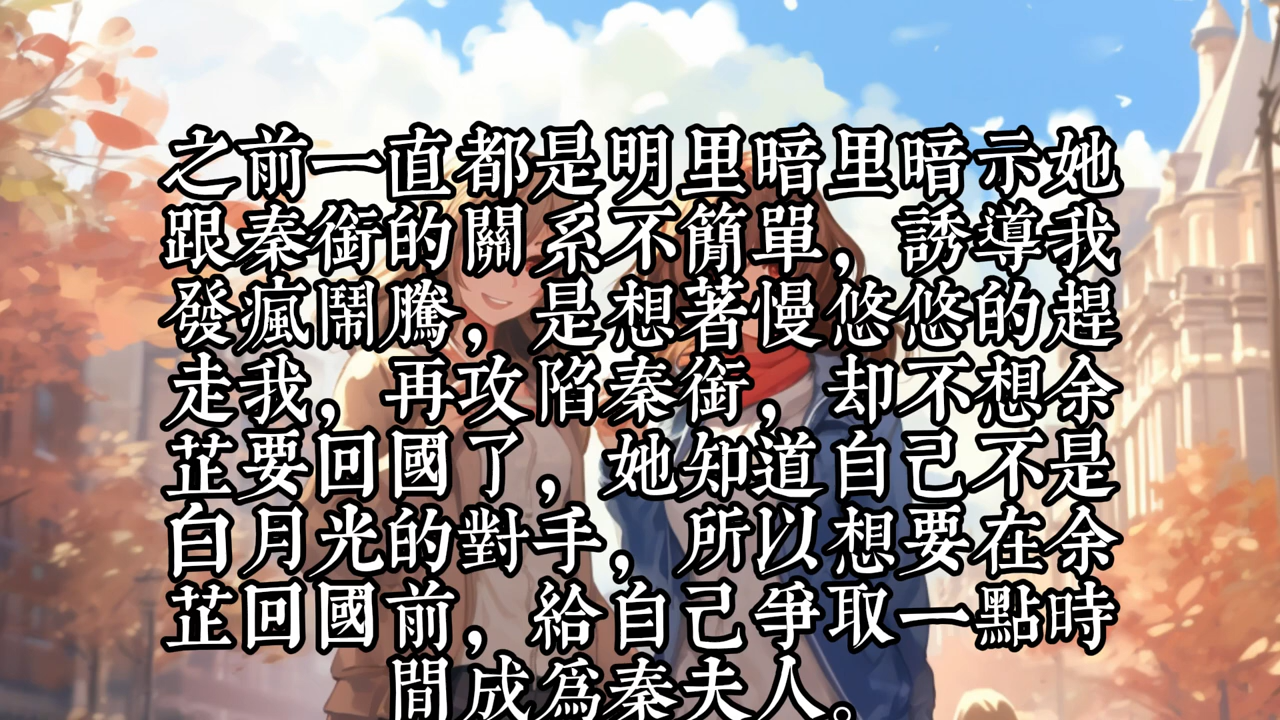 之前一直都是明里暗里暗示她
跟秦銜的關系不簡單，誘導我
發瘋鬧騰，是想著慢悠悠的趕
走我，再攻陷秦銜，却不想余
芷要回國了，她知道自己不是
白月光的對手，所以想要在余
芷回國前，給自己爭取一點時
間成爲秦夫人。